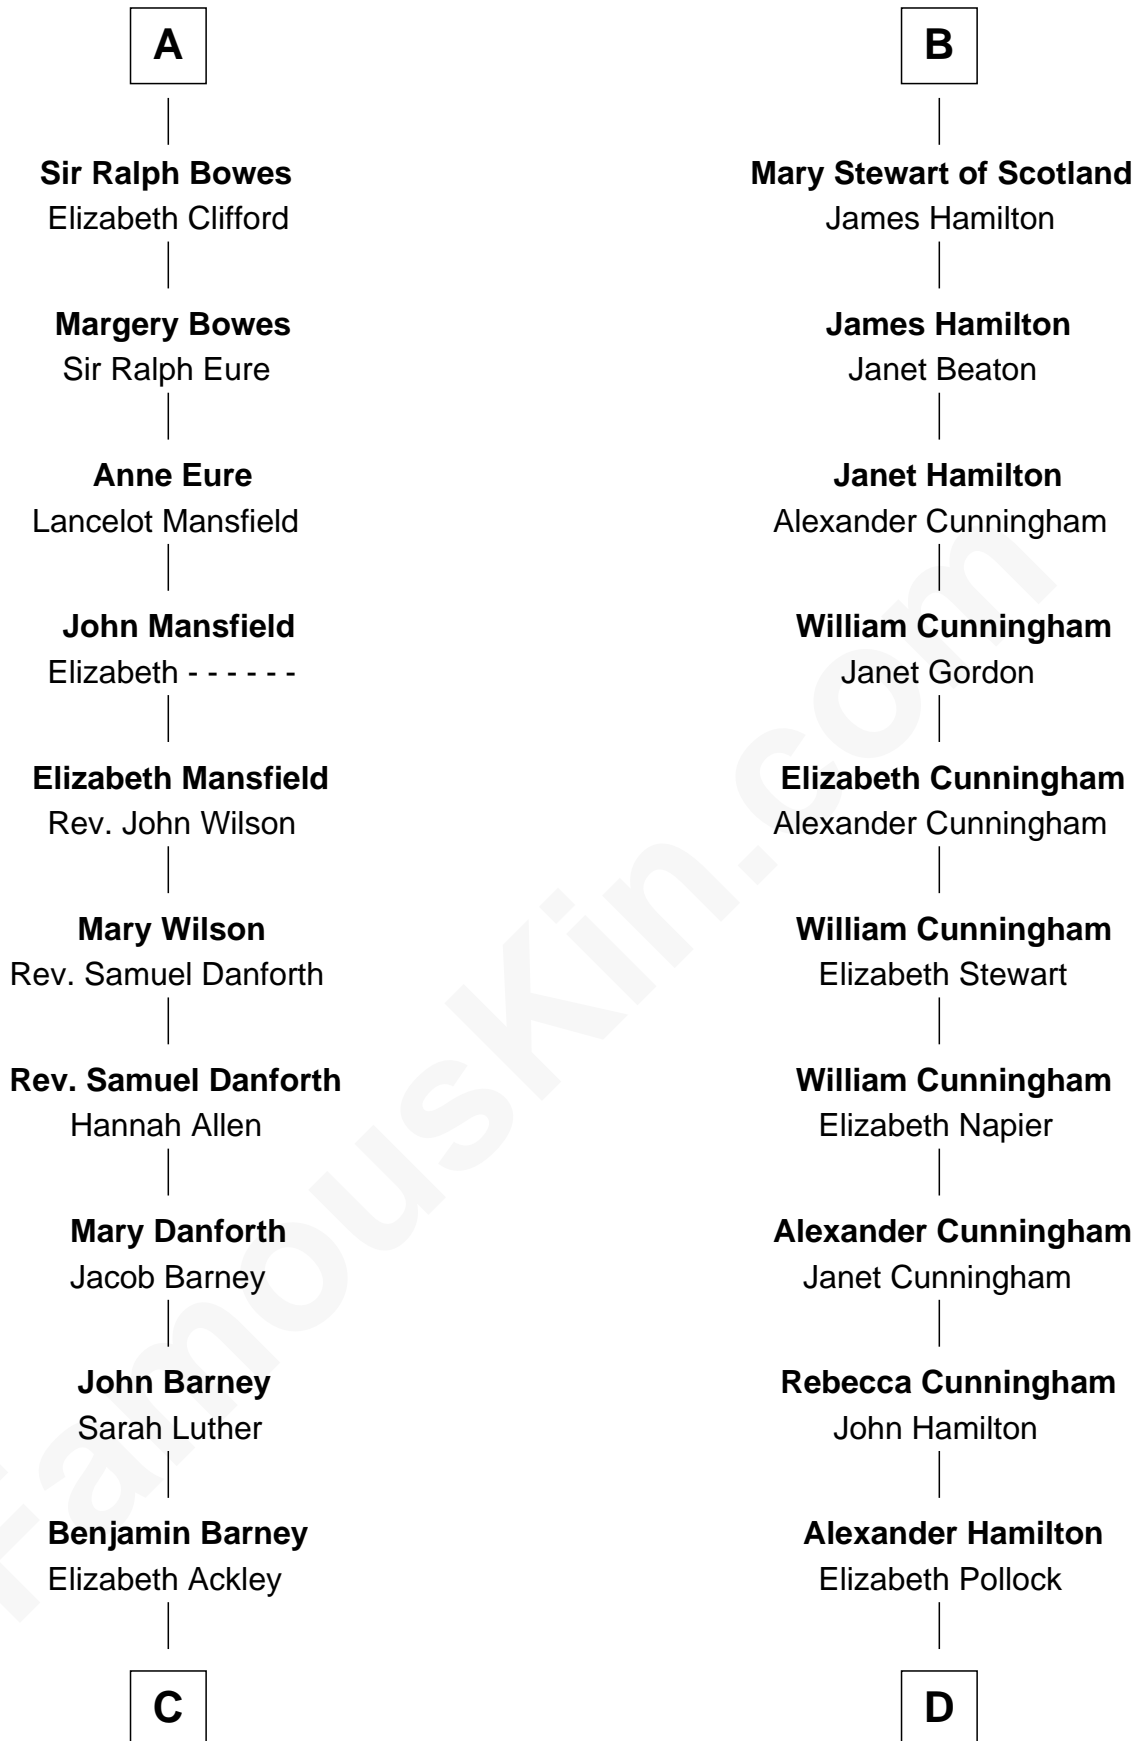 A
Sir Ralph Bowes
Elizabeth Clifford
Margery Bowes
Sir Ralph Eure
Anne Eure
Lancelot Mansfield
John Mansfield
Elizabeth - - - - - -
Elizabeth Mansfield
Rev. John Wilson
Mary Wilson
Rev. Samuel Danforth
Rev. Samuel Danforth
Hannah Allen
Mary Danforth
Jacob Barney
John Barney
Sarah Luther
Benjamin Barney
Elizabeth Ackley
C
B
Mary Stewart of Scotland
James Hamilton
James Hamilton
Janet Beaton
Janet Hamilton
Alexander Cunningham
William Cunningham
Janet Gordon
Elizabeth Cunningham
Alexander Cunningham
William Cunningham
Elizabeth Stewart
William Cunningham
Elizabeth Napier
Alexander Cunningham
Janet Cunningham
Rebecca Cunningham
John Hamilton
Alexander Hamilton
Elizabeth Pollock
D
FamousKin.com